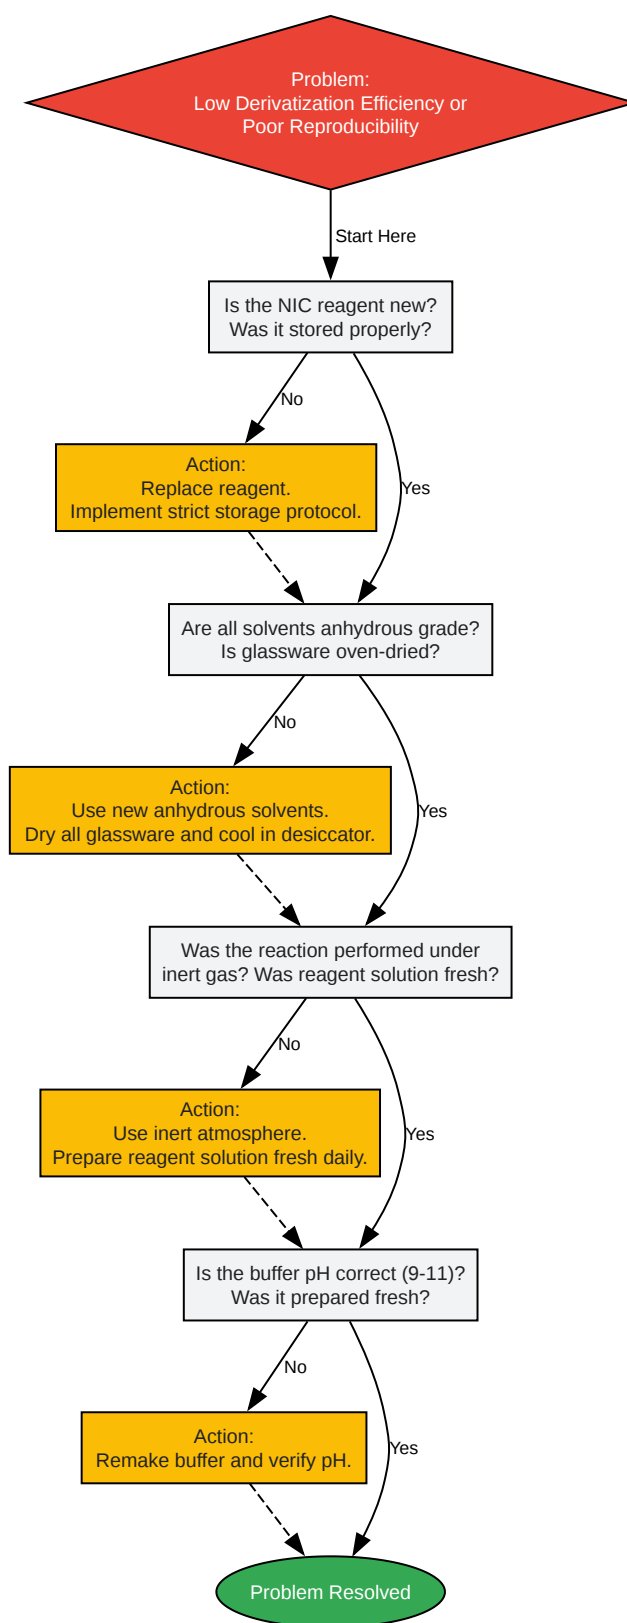 Problem:
Low Derivatization Efficiency or
Poor Reproducibility
Start Here
Is the NIC reagent new?
Was it stored properly?
No
Action:
Replace reagent.
Implement strict storage protocol.
Yes
Are all solvents anhydrous grade?
Is glassware oven-dried?
No
Action:
Use new anhydrous solvents.
Dry all glassware and cool in desiccator.
Yes
Was the reaction performed under
inert gas? Was reagent solution fresh?
No
Action:
Use inert atmosphere.
Prepare reagent solution fresh daily.
Yes
Is the buffer pH correct (9-11)?
Was it prepared fresh?
No
Action:
Remake buffer and verify pH.
Yes
Problem Resolved